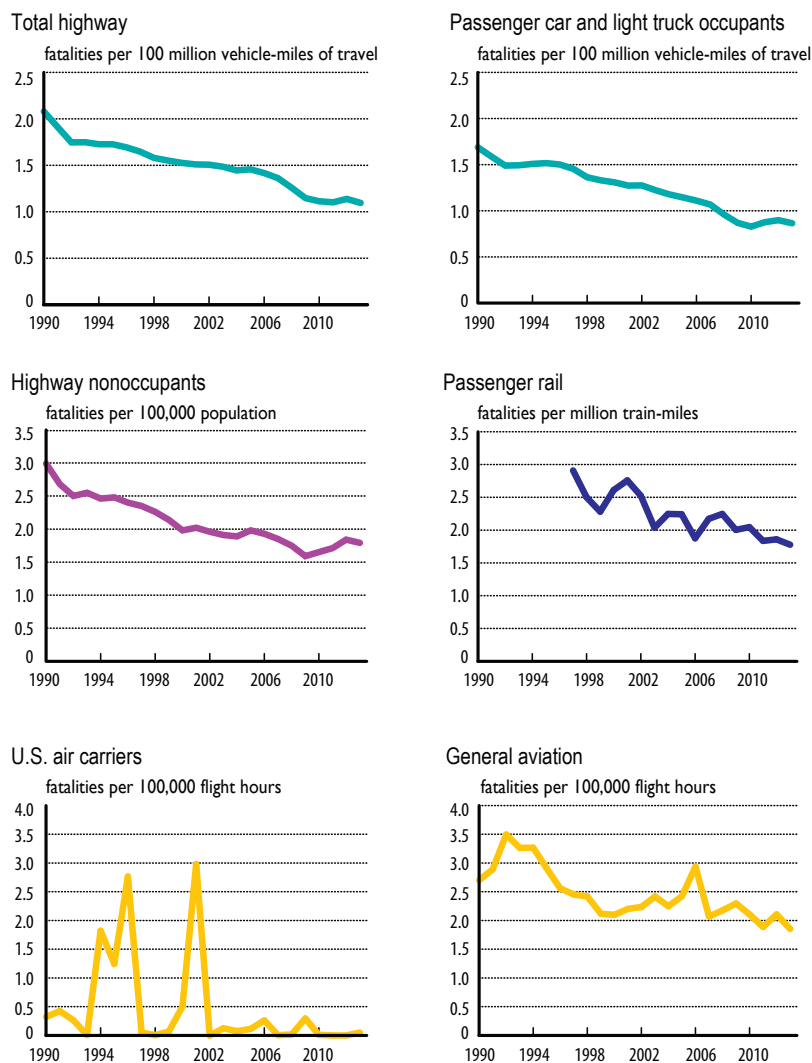 Total highway
fatalities per 100 million vehicle-miles of travel
2.5
2.0
1.5
1.0
0.5
0
1990 1994 1998 2002 2006 2010
Passenger car and light truck occupants
fatalities per 100 million vehicle-miles of travel
2.5
2.0
1.5
1.0
0.5
0
1990 1994 1998 2002 2006 2010
Highway nonoccupants
fatalities per 100,000 population
3.5
3.0
2.5
2.0
1.5
1.0
0.5
0
1990 1994 1998 2002 2006 2010
Passenger rail
fatalities per million train-miles
3.5
3.0
2.5
2.0
1.5
1.0
0.5
0
1990 1994 1998 2002 2006 2010
U.S. air carriers
fatalities per 100,000 flight hours
4.0
3.5
3.0
2.5
2.0
1.5
1.0
0.5
0
1990 1994 1998 2002 2006 2010
General aviation
fatalities per 100,000 flight hours
4.0
3.5
3.0
2.5
2.0
1.5
1.0
0.5
0
1990 1994 1998 2002 2006 2010